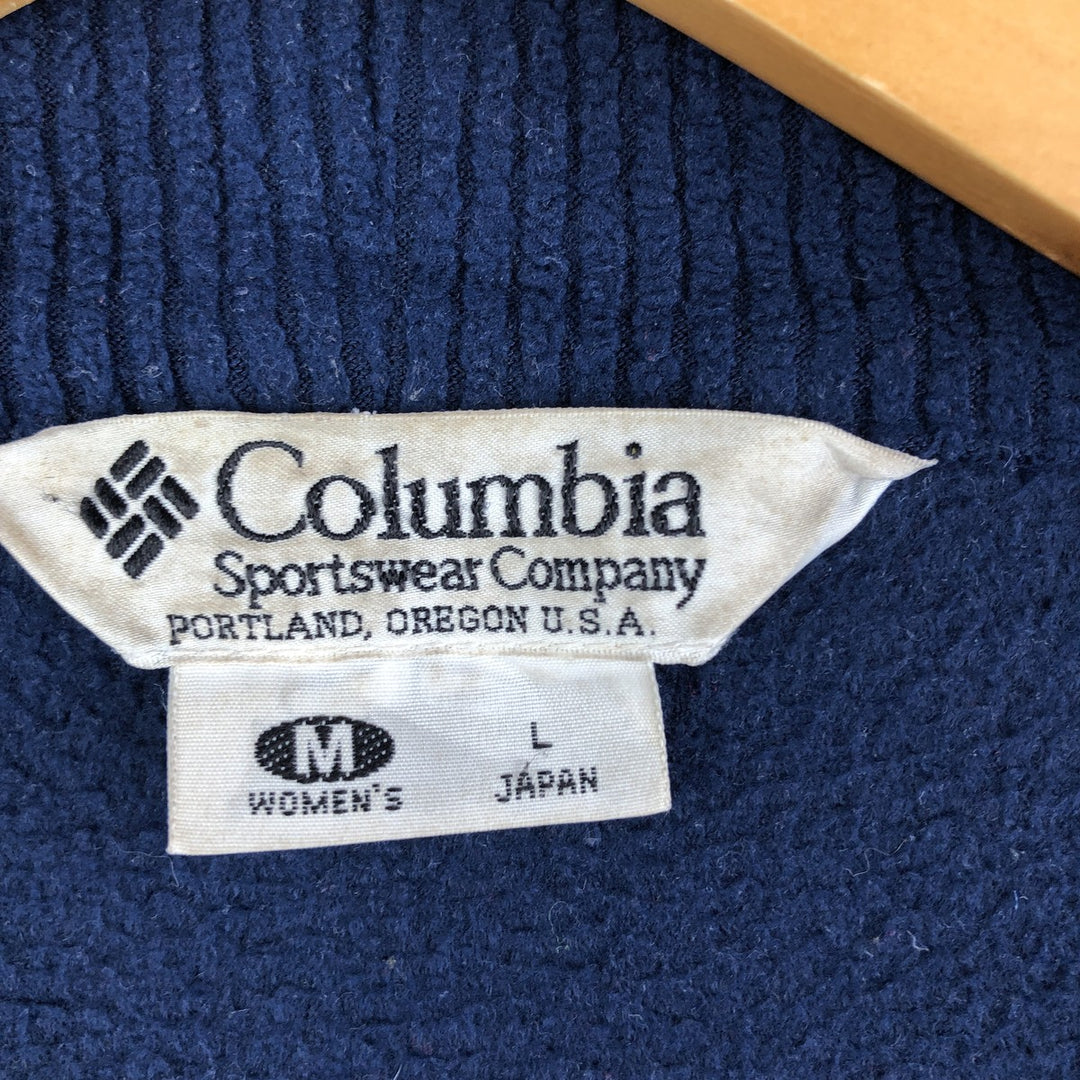 Columbia
Sportswear Company
PORTLAND, OREGON U.S.A.
M L
WOMEN'S JAPAN